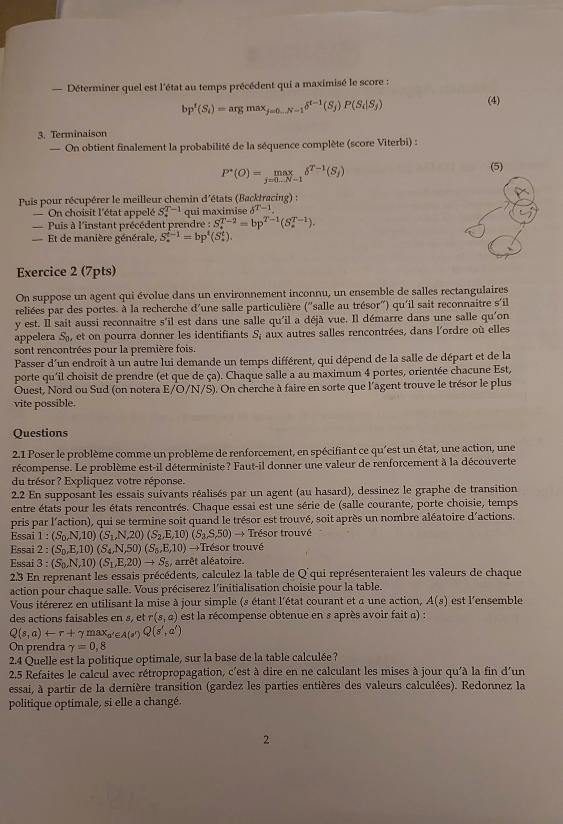 — Déterminer quel est l'état au temps précédent qui a maximisé le score :
bp^t(S_i) = arg max_{j=0...N−1} δ^{t−1}(S_j) P(S_i|S_j) (4)
3. Terminaison
— On obtient finalement la probabilité de la séquence complète (score Viterbi) :
P*(O) = max_{j=0...N−1} δ^{T−1}(S_j) (5)
Puis pour récupérer le meilleur chemin d'états (Backtracing) :
— On choisit l'état appelé S_*^{T−1} qui maximise δ^{T−1}.
— Puis à l'instant précédent prendre : S_*^{T−2} = bp^{T−1}(S_*^{T−1}).
— Et de manière générale, S_*^{t−1} = bp^t(S_*^t).
Exercice 2 (7pts)
On suppose un agent qui évolue dans un environnement inconnu, un ensemble de salles rectangulaires
reliées par des portes. à la recherche d'une salle particulière ("salle au trésor") qu'il sait reconnaitre s'il
y est. Il sait aussi reconnaitre s'il est dans une salle qu'il a déjà vue. Il démarre dans une salle qu'on
appelera S_0, et on pourra donner les identifiants S_i aux autres salles rencontrées, dans l'ordre où elles
sont rencontrées pour la première fois.
Passer d'un endroit à un autre lui demande un temps différent, qui dépend de la salle de départ et de la
porte qu'il choisit de prendre (et que de ça). Chaque salle a au maximum 4 portes, orientée chacune Est,
Ouest, Nord ou Sud (on notera E/O/N/S). On cherche à faire en sorte que l'agent trouve le trésor le plus
vite possible.
Questions
2.1 Poser le problème comme un problème de renforcement, en spécifiant ce qu'est un état, une action, une
récompense. Le problème est-il déterministe ? Faut-il donner une valeur de renforcement à la découverte
du trésor ? Expliquez votre réponse.
2.2 En supposant les essais suivants réalisés par un agent (au hasard), dessinez le graphe de transition
entre états pour les états rencontrés. Chaque essai est une série de (salle courante, porte choisie, temps
pris par l'action), qui se termine soit quand le trésor est trouvé, soit après un nombre aléatoire d'actions.
Essai 1 : (S_0,N,10) (S_1,N,20) (S_2,E,10) (S_3,S,50) → Trésor trouvé
Essai 2 : (S_0,E,10) (S_4,N,50) (S_5,E,10) →Trésor trouvé
Essai 3 : (S_0,N,10) (S_1,E,20) → S_5, arrêt aléatoire.
2.3 En reprenant les essais précédents, calculez la table de Q qui représenteraient les valeurs de chaque
action pour chaque salle. Vous préciserez l'initialisation choisie pour la table.
Vous itérerez en utilisant la mise à jour simple (s étant l'état courant et a une action, A(s) est l'ensemble
des actions faisables en s, et r(s, a) est la récompense obtenue en s après avoir fait a) :
Q(s, a) ← r + γ max_{a'∈A(s')} Q(s', a')
On prendra γ = 0, 8
2.4 Quelle est la politique optimale, sur la base de la table calculée ?
2.5 Refaites le calcul avec rétropropagation, c'est à dire en ne calculant les mises à jour qu'à la fin d'un
essai, à partir de la dernière transition (gardez les parties entières des valeurs calculées). Redonnez la
politique optimale, si elle a changé.
2